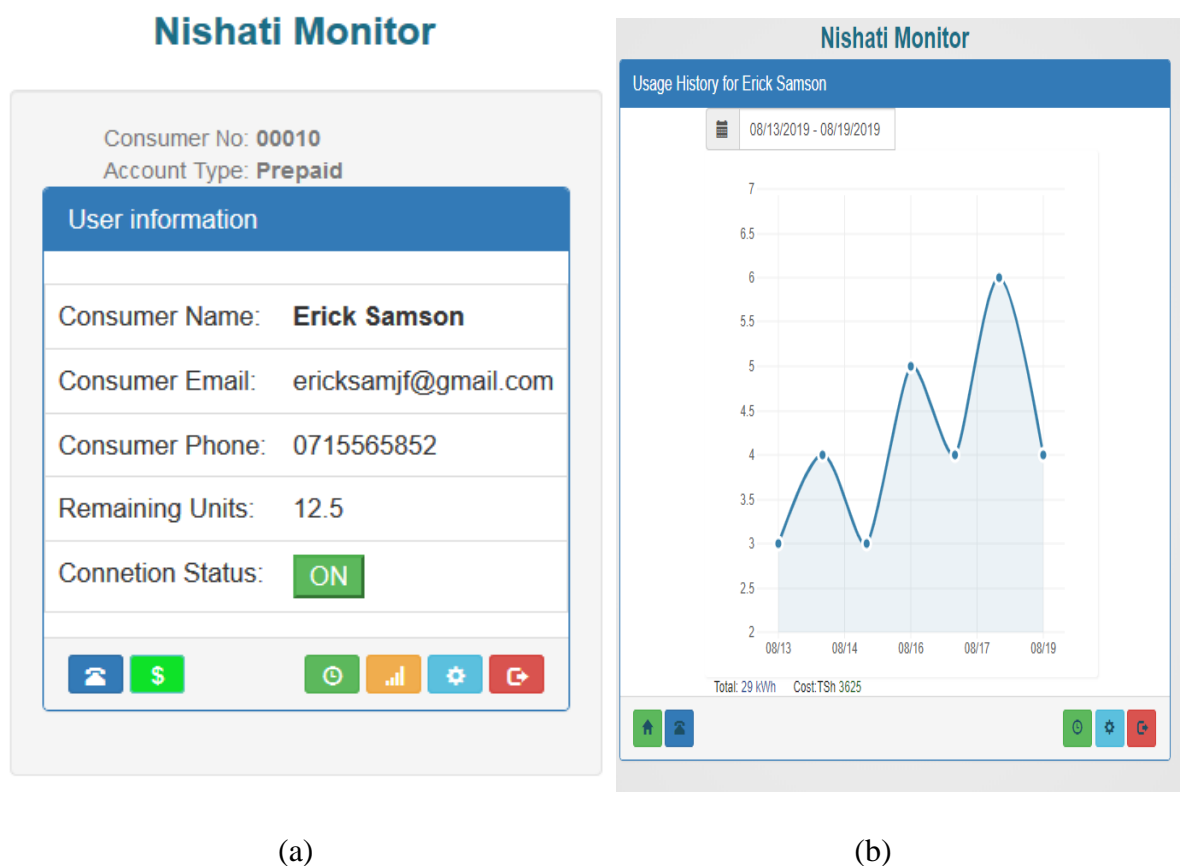 Nishati Monitor
Consumer No: 00010
Account Type: Prepaid
User information
Consumer Name: Erick Samson
Consumer Email: ericksamjf@gmail.com
Consumer Phone: 0715565852
Remaining Units: 12.5
Connetion Status: ON
$
(a)
Nishati Monitor
Usage History for Erick Samson
08/13/2019 - 08/19/2019
7
6.5
6
5.5
5
4.5
4
3.5
3
2.5
2
08/13 08/14 08/16 08/17 08/19
Total: 29 kWh Cost:TSh 3625
(b)